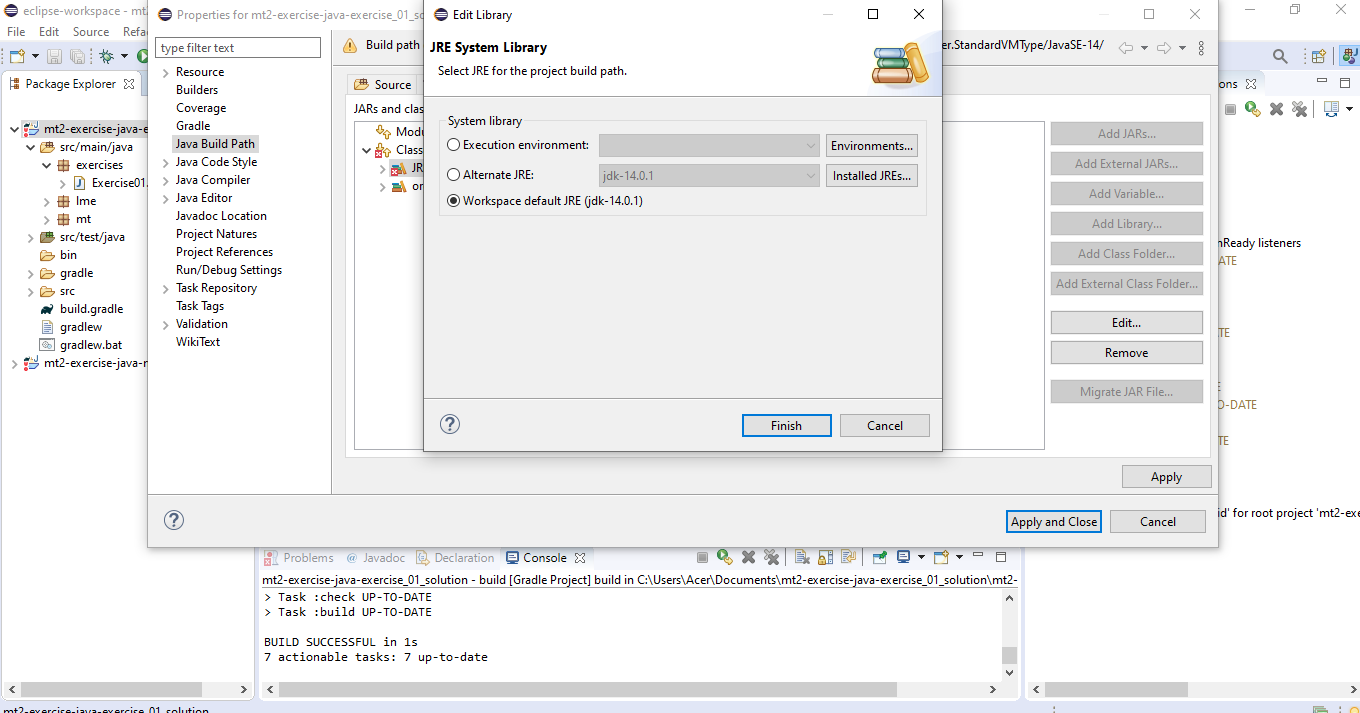 eclipse-workspace - mt
File Edit Source Refa
Package Explorer
mt2-exercise-java-e
src/main/java
exercises
Exercise01.
lme
mt
src/test/java
bin
gradle
src
build.gradle
gradlew
gradlew.bat
mt2-exercise-java-r
Properties for mt2-exercise-java-exercise_01_so
type filter text
Resource
Builders
Coverage
Gradle
Java Build Path
Java Code Style
Java Compiler
Java Editor
Javadoc Location
Project Natures
Project References
Run/Debug Settings
Task Repository
Task Tags
Validation
WikiText
Build path
er.StandardVMType/JavaSE-14/
Source
JARs and clas
Modu
Class
JR
or
Add JARs...
Add External JARs...
Add Variable...
Add Library...
Add Class Folder...
Add External Class Folder...
Edit...
Remove
Migrate JAR File...
Apply
Apply and Close
Cancel
Edit Library
JRE System Library
Select JRE for the project build path.
System library
Execution environment:
Environments...
Alternate JRE:
jdk-14.0.1
Installed JREs...
Workspace default JRE (jdk-14.0.1)
Finish
Cancel
ons
nReady listeners
ATE
TE
E
O-DATE
TE
id' for root project 'mt2-exe
Problems
@ Javadoc
Declaration
Console
mt2-exercise-java-exercise_01_solution - build [Gradle Project] build in C:\Users\Acer\Documents\mt2-exercise-java-exercise_01_solution\mt2-
> Task :check UP-TO-DATE
> Task :build UP-TO-DATE
BUILD SUCCESSFUL in 1s
7 actionable tasks: 7 up-to-date
mt2-exercise-java-exercise_01_solution